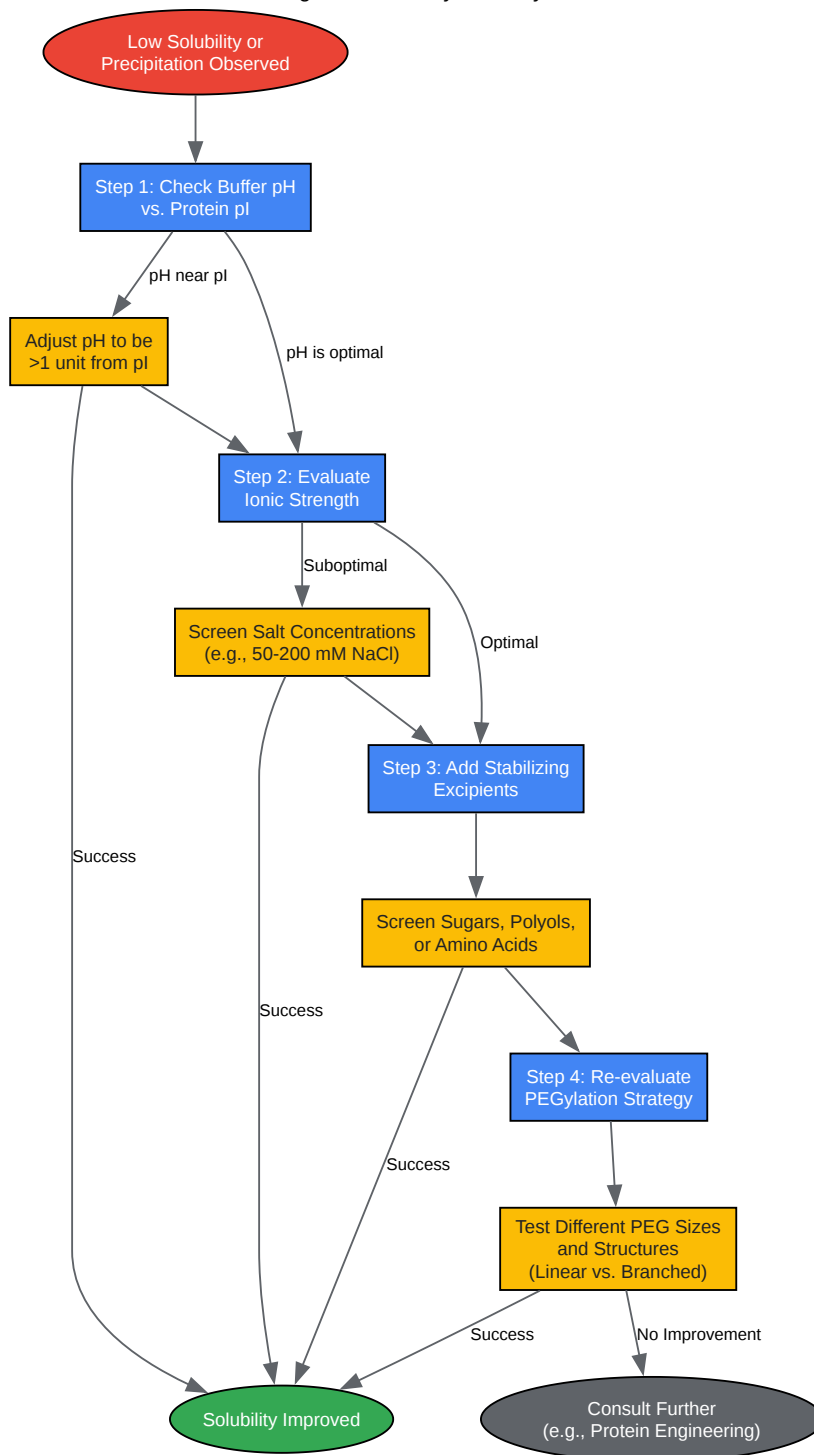 Low Solubility or
Precipitation Observed
Step 1: Check Buffer pH
vs. Protein pI
pH near pI
Adjust pH to be
>1 unit from pI
pH is optimal
Step 2: Evaluate
Ionic Strength
Suboptimal
Screen Salt Concentrations
(e.g., 50-200 mM NaCl)
Optimal
Step 3: Add Stabilizing
Excipients
Success
Screen Sugars, Polyols,
or Amino Acids
Success
Step 4: Re-evaluate
PEGylation Strategy
Success
Test Different PEG Sizes
and Structures
(Linear vs. Branched)
Success
No Improvement
Solubility Improved
Consult Further
(e.g., Protein Engineering)